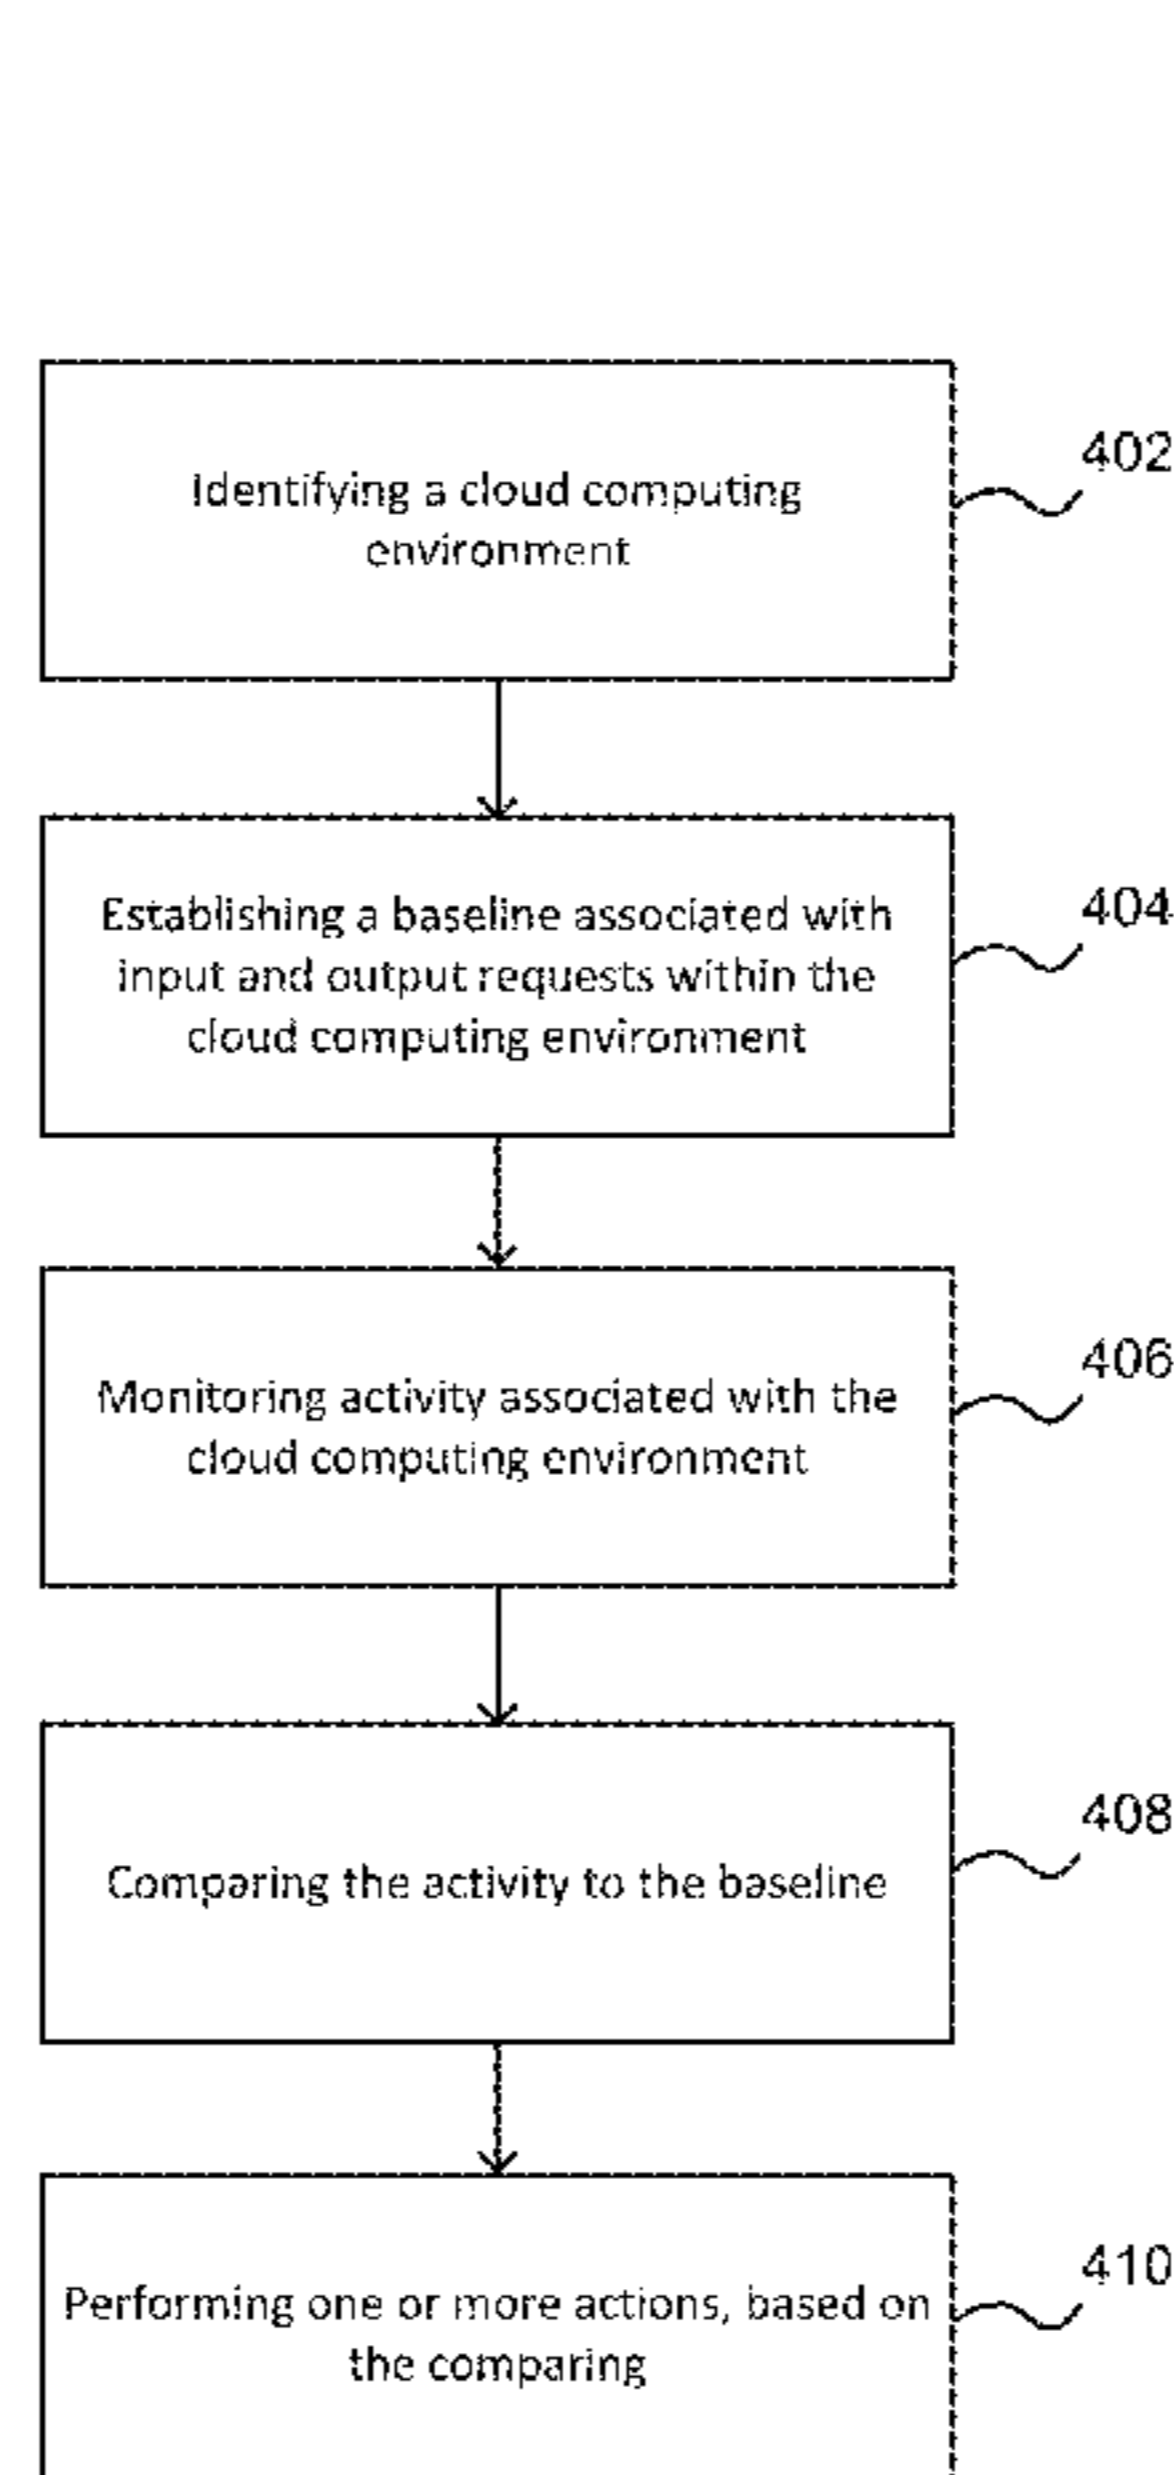 Identifying a cloud computing
environment
402
Establishing a baseline associated with
input and output requests within the
cloud computing environment
404
Monitoring activity associated with the
cloud computing environment
406
Comparing the activity to the baseline
408
Performing one or more actions, based on
the comparing
410